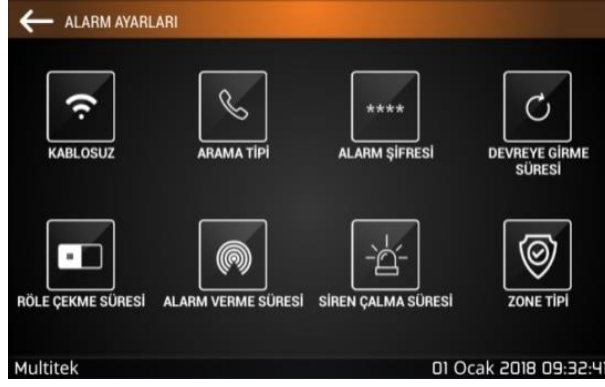 ALARM AYARLARI
KABLOSUZ
ARAMA TİPİ
****
ALARM ŞİFRESİ
DEVREYE GİRME
SÜRESİ
RÖLE ÇEKME SÜRESİ
ALARM VERME SÜRESİ
SİREN ÇALMA SÜRESİ
ZONE TİPİ
Multitek
01 Ocak 2018 09:32:41